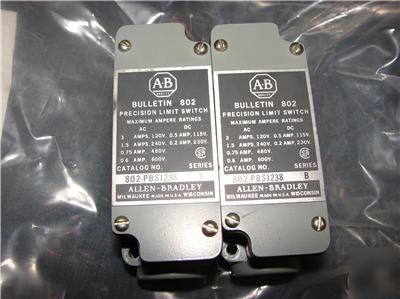 A-B
QUALITY
BULLETIN 802
PRECISION LIMIT SWITCH
MAXIMUM AMPERE RATINGS
AC DC
3 AMPS, 120V. 0.5 AMP, 115V.
1.5 AMPS, 240V. 0.2 AMP, 230V.
0.75 AMP. 480V.
0.6 AMP. 600V.
CATALOG NO. SERIES
802-PBSJ238 B
ALLEN-BRADLEY
MILWAUKEE MADE IN U.S.A. WISCONSIN
A-B
QUALITY
BULLETIN 802
PRECISION LIMIT SWITCH
MAXIMUM AMPERE RATINGS
AC DC
3 AMPS, 120V. 0.5 AMP, 115V.
1.5 AMPS, 240V. 0.2 AMP, 230V.
0.75 AMP. 480V.
0.6 AMP. 600V.
CATALOG NO. SERIES
802-PBSJ238 B
ALLEN-BRADLEY
MILWAUKEE MADE IN U.S.A. WISCONSIN